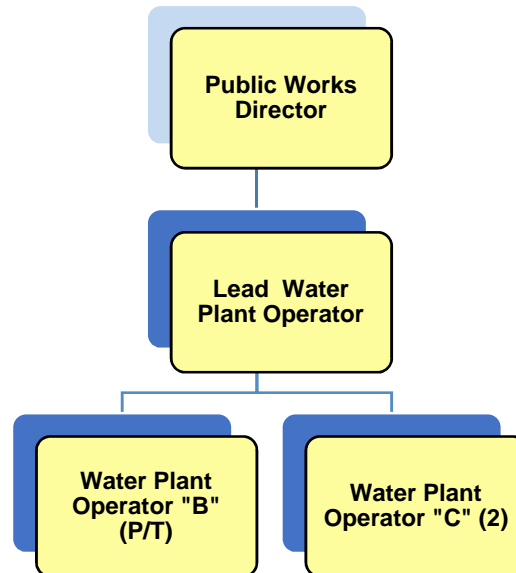 Public Works
Director
Lead  Water
Plant Operator
Water Plant
Operator "B"
(P/T)
Water Plant
Operator "C" (2)